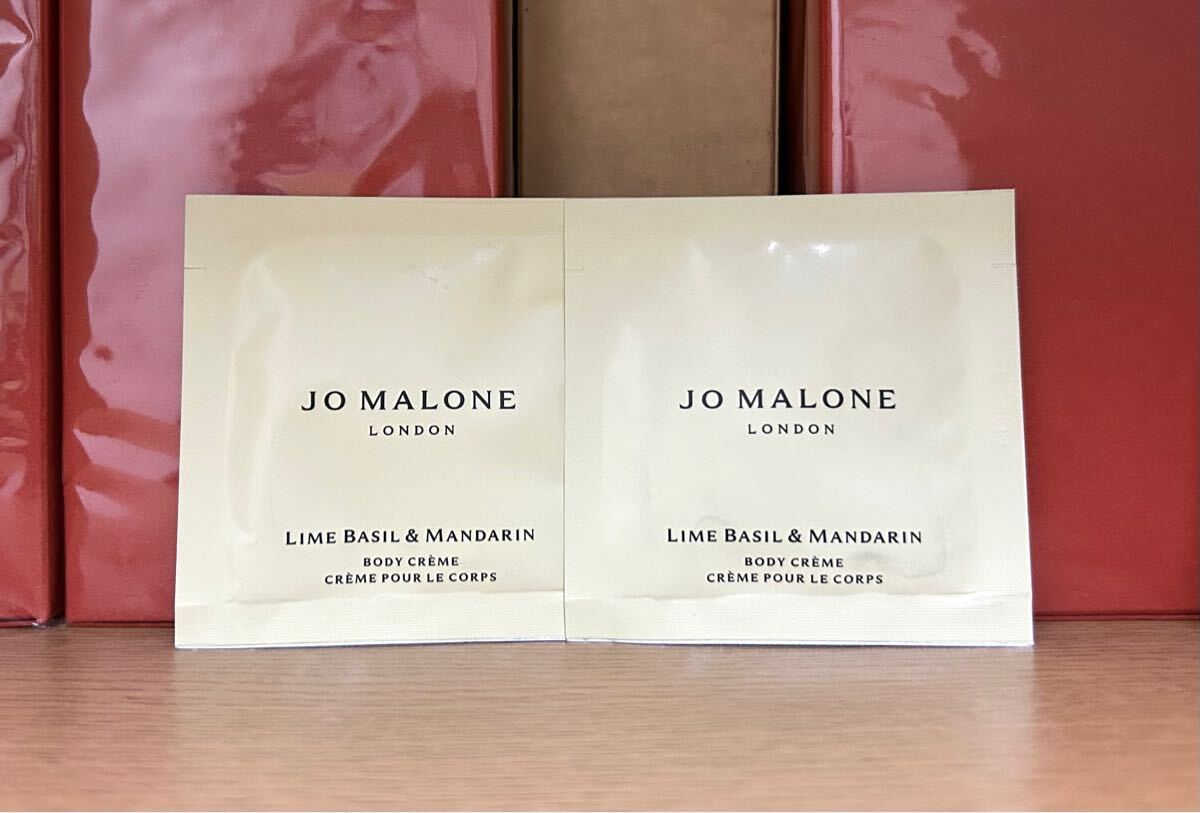 JO MALONE
LONDON
LIME BASIL & MANDARIN
BODY CRÈME
CRÈME POUR LE CORPS
JO MALONE
LONDON
LIME BASIL & MANDARIN
BODY CRÈME
CRÈME POUR LE CORPS